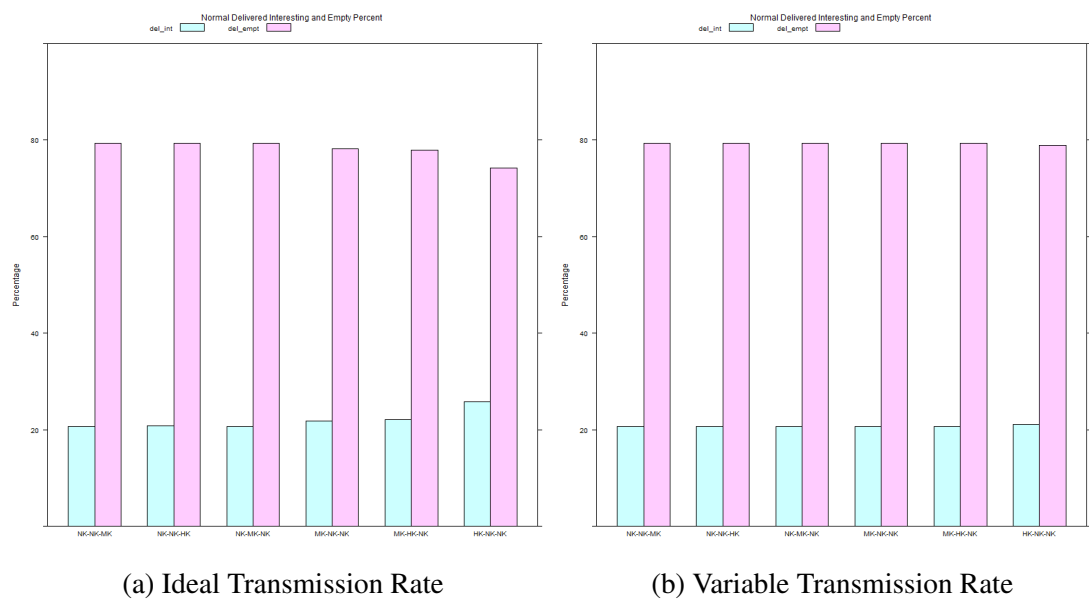 Normal Delivered Interesting and Empty Percent
del_int del_empt
Percentage
80
60
40
20
NK-NK-MK NK-NK-HK NK-MK-NK MK-NK-NK MK-HK-NK HK-NK-NK
(a) Ideal Transmission Rate
Normal Delivered Interesting and Empty Percent
del_int del_empt
Percentage
80
60
40
20
NK-NK-MK NK-NK-HK NK-MK-NK MK-NK-NK MK-HK-NK HK-NK-NK
(b) Variable Transmission Rate